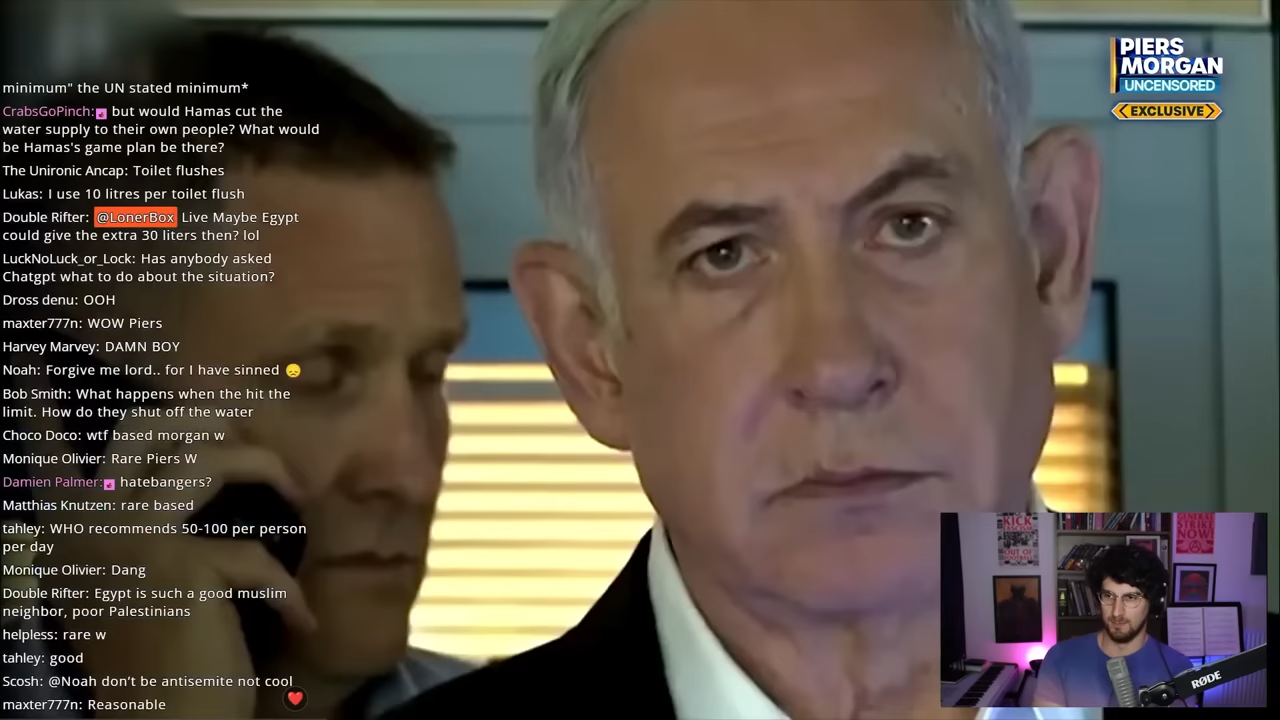 minimum" the UN stated minimum*
CrabsGoPinch: but would Hamas cut the
water supply to their own people? What would
be Hamas's game plan be there?
The Unironic Ancap: Toilet flushes
Lukas: I use 10 litres per toilet flush
Double Rifter: @LonerBox Live Maybe Egypt
could give the extra 30 liters then? lol
LuckNoLuck_or_Lock: Has anybody asked
Chatgpt what to do about the situation?
Dross denu: OOH
maxter777n: WOW Piers
Harvey Marvey: DAMN BOY
Noah: Forgive me lord.. for I have sinned 😞
Bob Smith: What happens when the hit the
limit. How do they shut off the water
Choco Doco: wtf based morgan w
Monique Olivier: Rare Piers W
Damien Palmer: hatebangers?
Matthias Knutzen: rare based
tahley: WHO recommends 50-100 per person
per day
Monique Olivier: Dang
Double Rifter: Egypt is such a good muslim
neighbor, poor Palestinians
helpless: rare w
tahley: good
Scosh: @Noah don't be antisemite not cool
maxter777n: Reasonable
PIERS
MORGAN
UNCENSORED
EXCLUSIVE
KICK
FASCISM
OUT OF
FOOTBALL
GENERAL
STRIKE
NOW!
RØDE